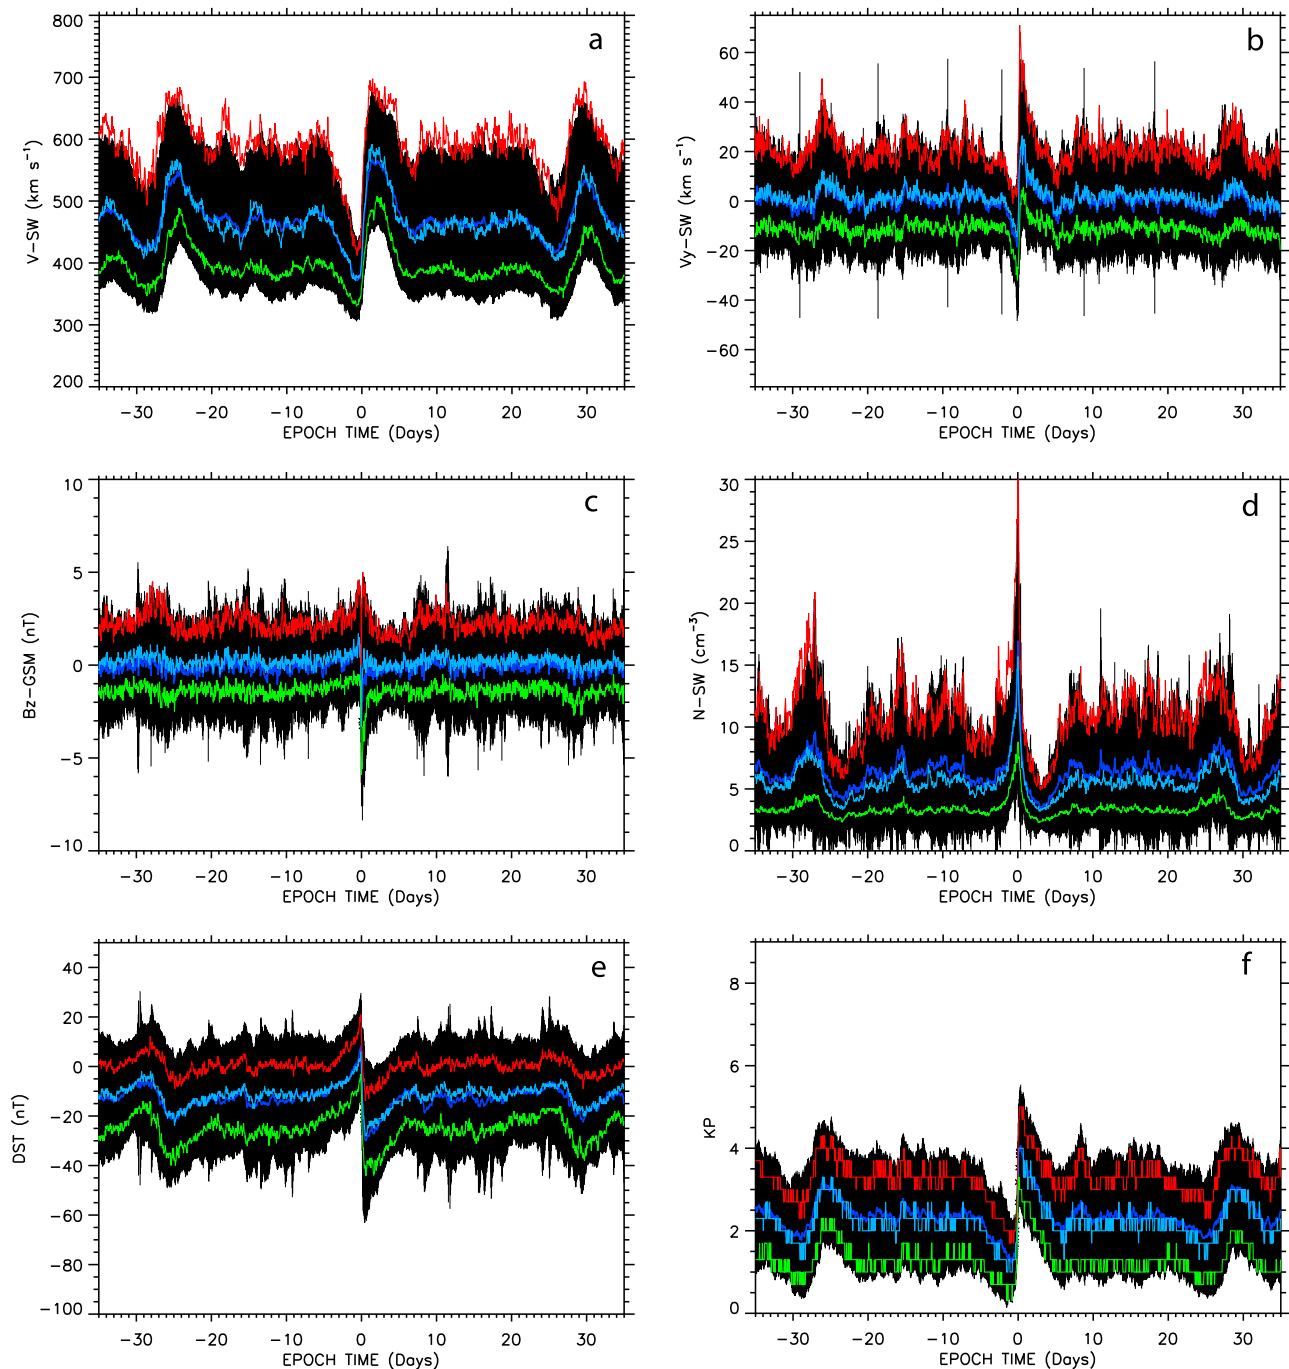 a
800
700
600
500
400
300
200
V-SW (km s⁻¹)
-30 -20 -10 0 10 20 30
EPOCH TIME (Days)
b
60
40
20
0
-20
-40
-60
Vy-SW (km s⁻¹)
-30 -20 -10 0 10 20 30
EPOCH TIME (Days)
c
10
5
0
-5
-10
Bz-GSM (nT)
-30 -20 -10 0 10 20 30
EPOCH TIME (Days)
d
30
25
20
15
10
5
0
N-SW (cm⁻³)
-30 -20 -10 0 10 20 30
EPOCH TIME (Days)
e
40
20
0
-20
-40
-60
-80
-100
DST (nT)
-30 -20 -10 0 10 20 30
EPOCH TIME (Days)
f
8
6
4
2
0
KP
-30 -20 -10 0 10 20 30
EPOCH TIME (Days)